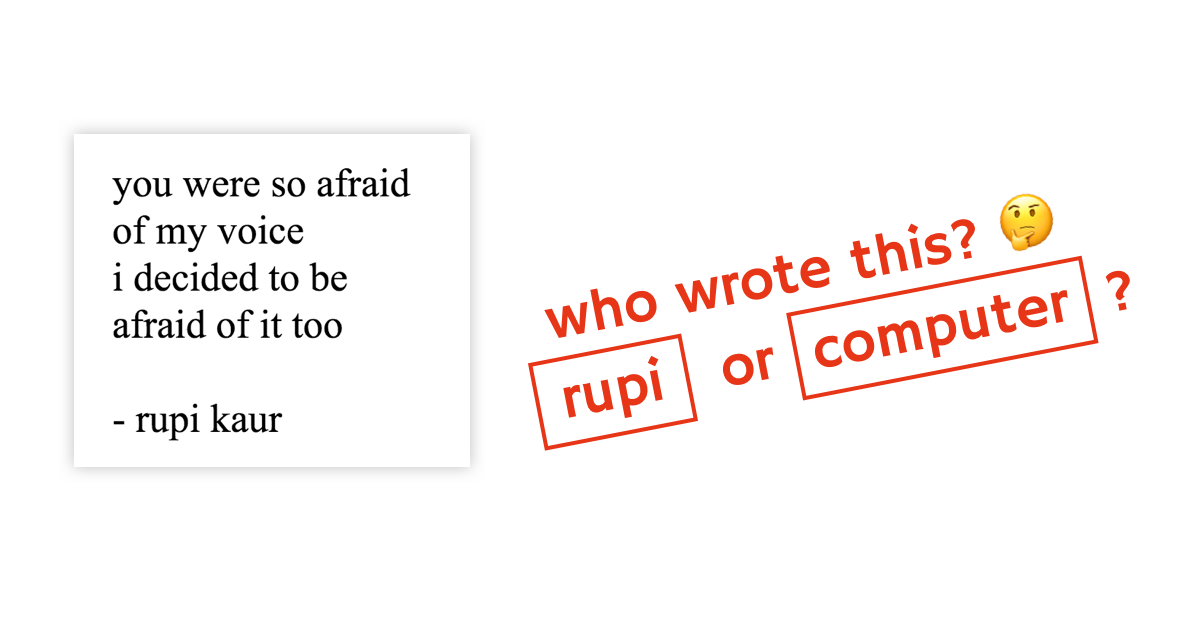 you were so afraid
of my voice
i decided to be
afraid of it too
- rupi kaur
who wrote this? 🤔
rupi or computer ?